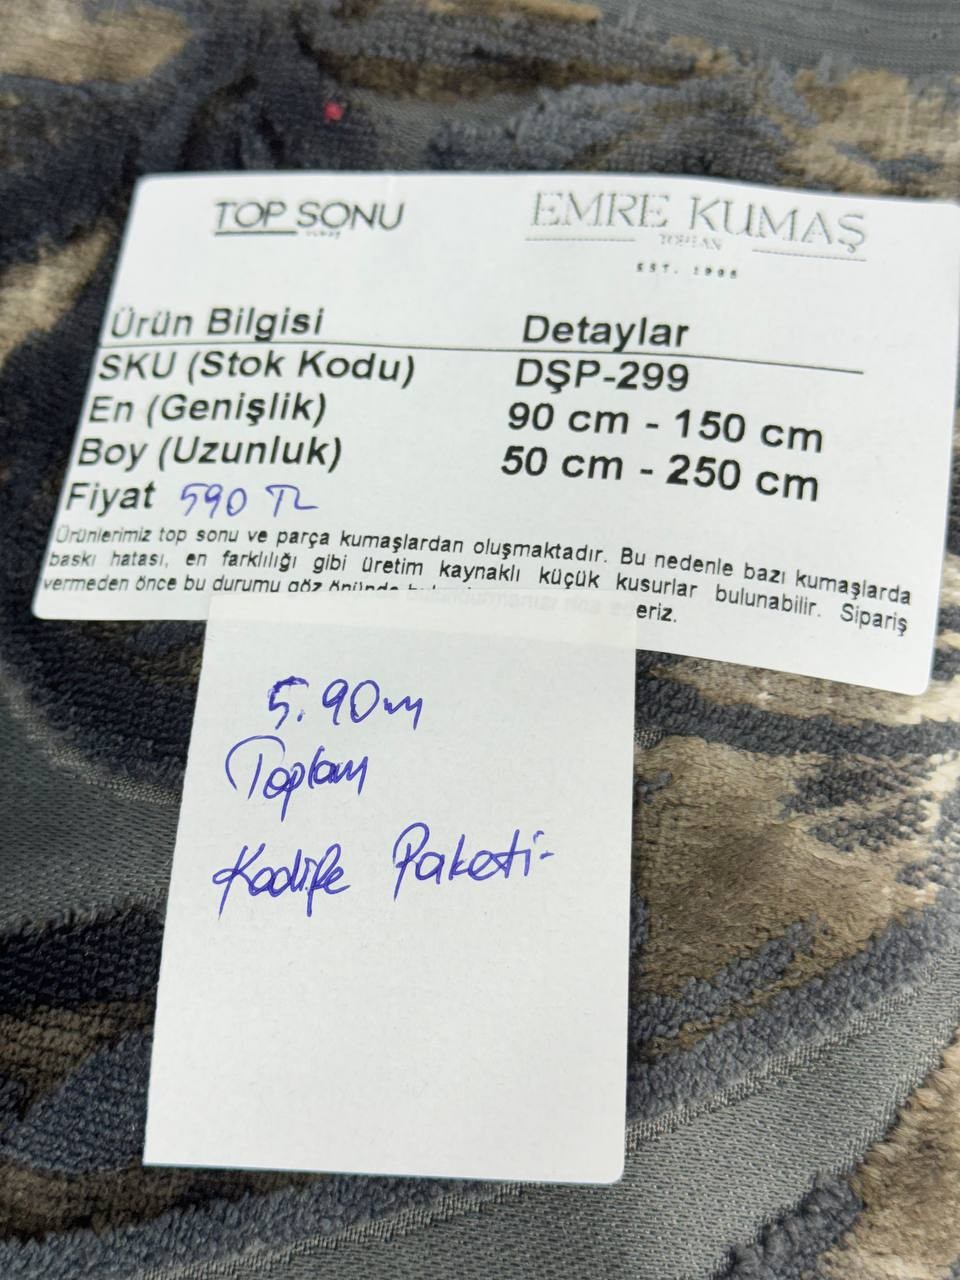 TOP SONU
EMRE KUMAŞ
TOPTAN
EST. 1996
Ürün Bilgisi Detaylar
SKU (Stok Kodu) DŞP-299
En (Genişlik) 90 cm - 150 cm
Boy (Uzunluk) 50 cm - 250 cm
Fiyat 590 TL
Ürünlerimiz top sonu ve parça kumaşlardan oluşmaktadır. Bu nedenle bazı kumaşlarda
baskı hatası, en farklılığı gibi üretim kaynaklı küçük kusurlar bulunabilir. Sipariş
vermeden önce bu durumu göz önünde
eriz.
5.90m
Toplam
Kadife Paketi-